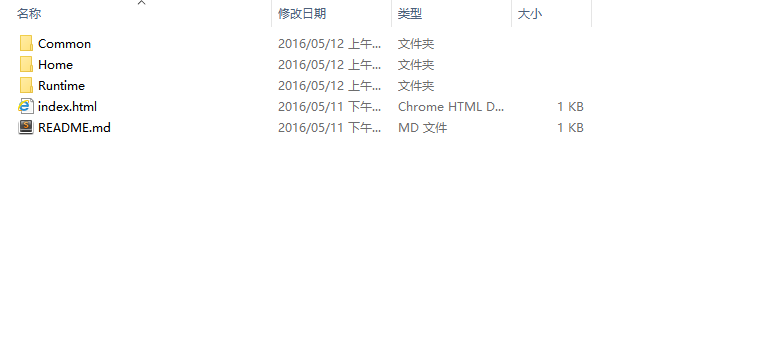 名称 修改日期 类型 大小
Common 2016/05/12 上午... 文件夹
Home 2016/05/12 上午... 文件夹
Runtime 2016/05/12 上午... 文件夹
index.html 2016/05/11 下午... Chrome HTML D... 1 KB
README.md 2016/05/11 下午... MD 文件 1 KB